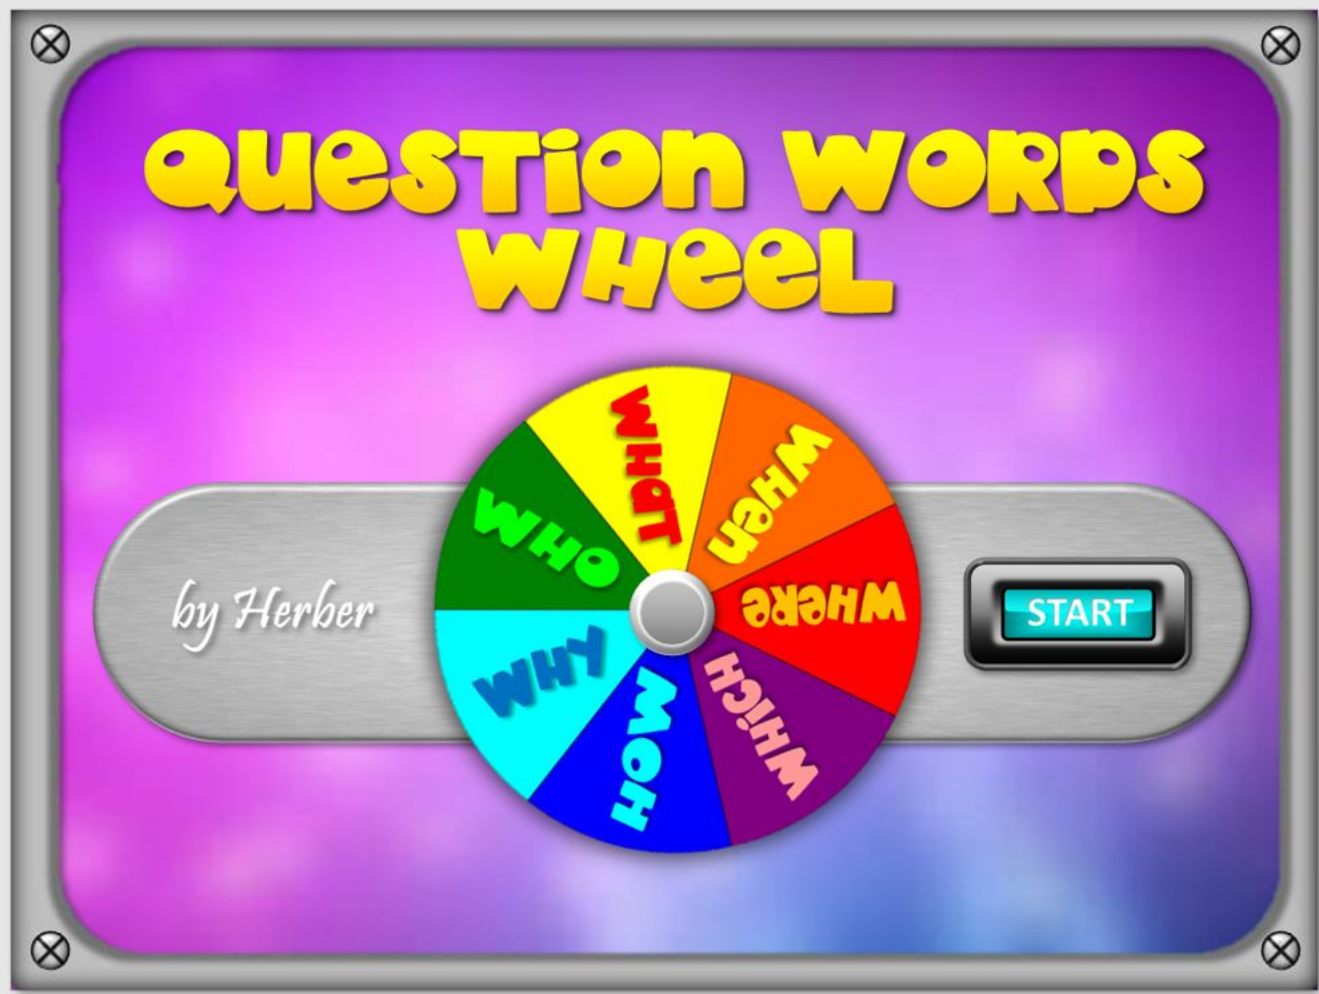 QUESTION WORDS
WHEEL
WHAT
WHEN
WHERE
WHICH
HOW
WHY
WHO
by Herber
START